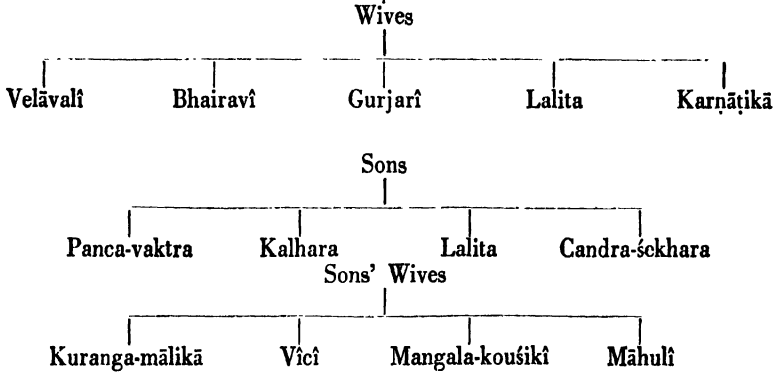 Wives
Velāvalî Bhairavî Gurjarî Lalita Karṇāṭikā
Sons
Panca-vaktra Kalhara Lalita Candra-śckhara
Sons' Wives
Kuranga-mālikā Vîcî Mangala-kouśikî Māhulî